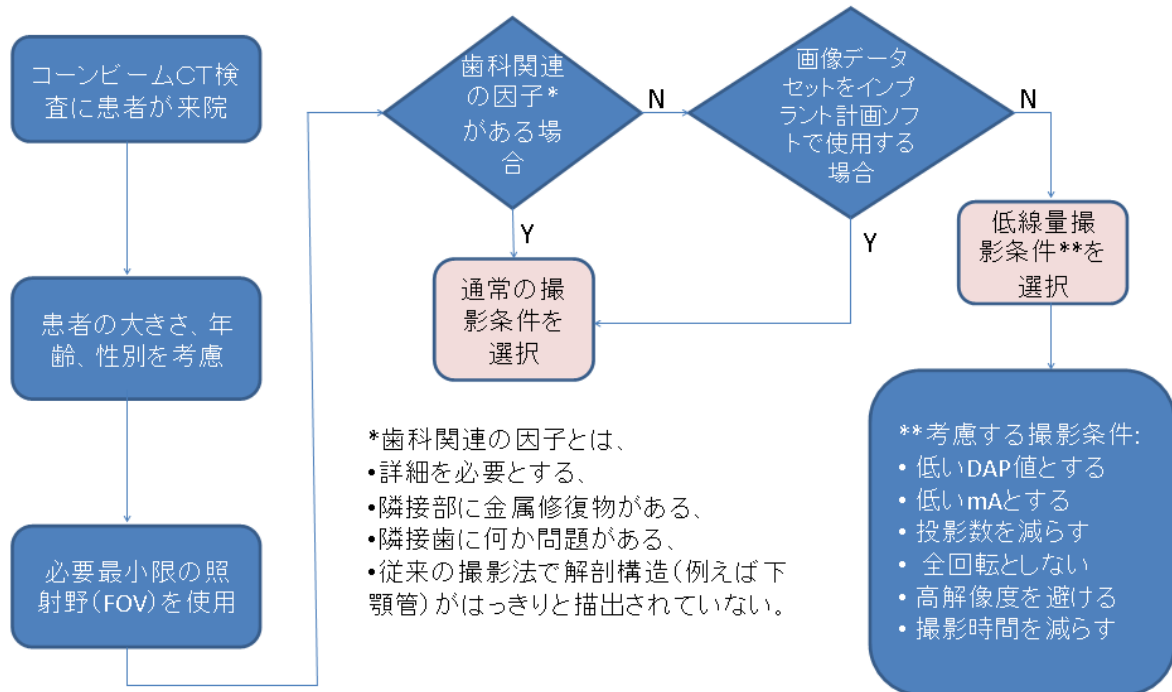 コーンビームCT検
査に患者が来院
患者の大きさ、年
齢、性別を考慮
必要最小限の照
射野(FOV)を使用
歯科関連
の因子*
がある場
合
N
Y
画像データ
セットをインプ
ラント計画ソフ
トで使用する
場合
N
Y
通常の撮
影条件を
選択
低線量撮
影条件**を
選択
*歯科関連の因子とは、
•詳細を必要とする、
•隣接部に金属修復物がある、
•隣接歯に何か問題がある、
•従来の撮影法で解剖構造(例えば下
顎管)がはっきりと描出されていない。
**考慮する撮影条件:
• 低いDAP値とする
• 低いmAとする
• 投影数を減らす
• 全回転としない
• 高解像度を避ける
• 撮影時間を減らす